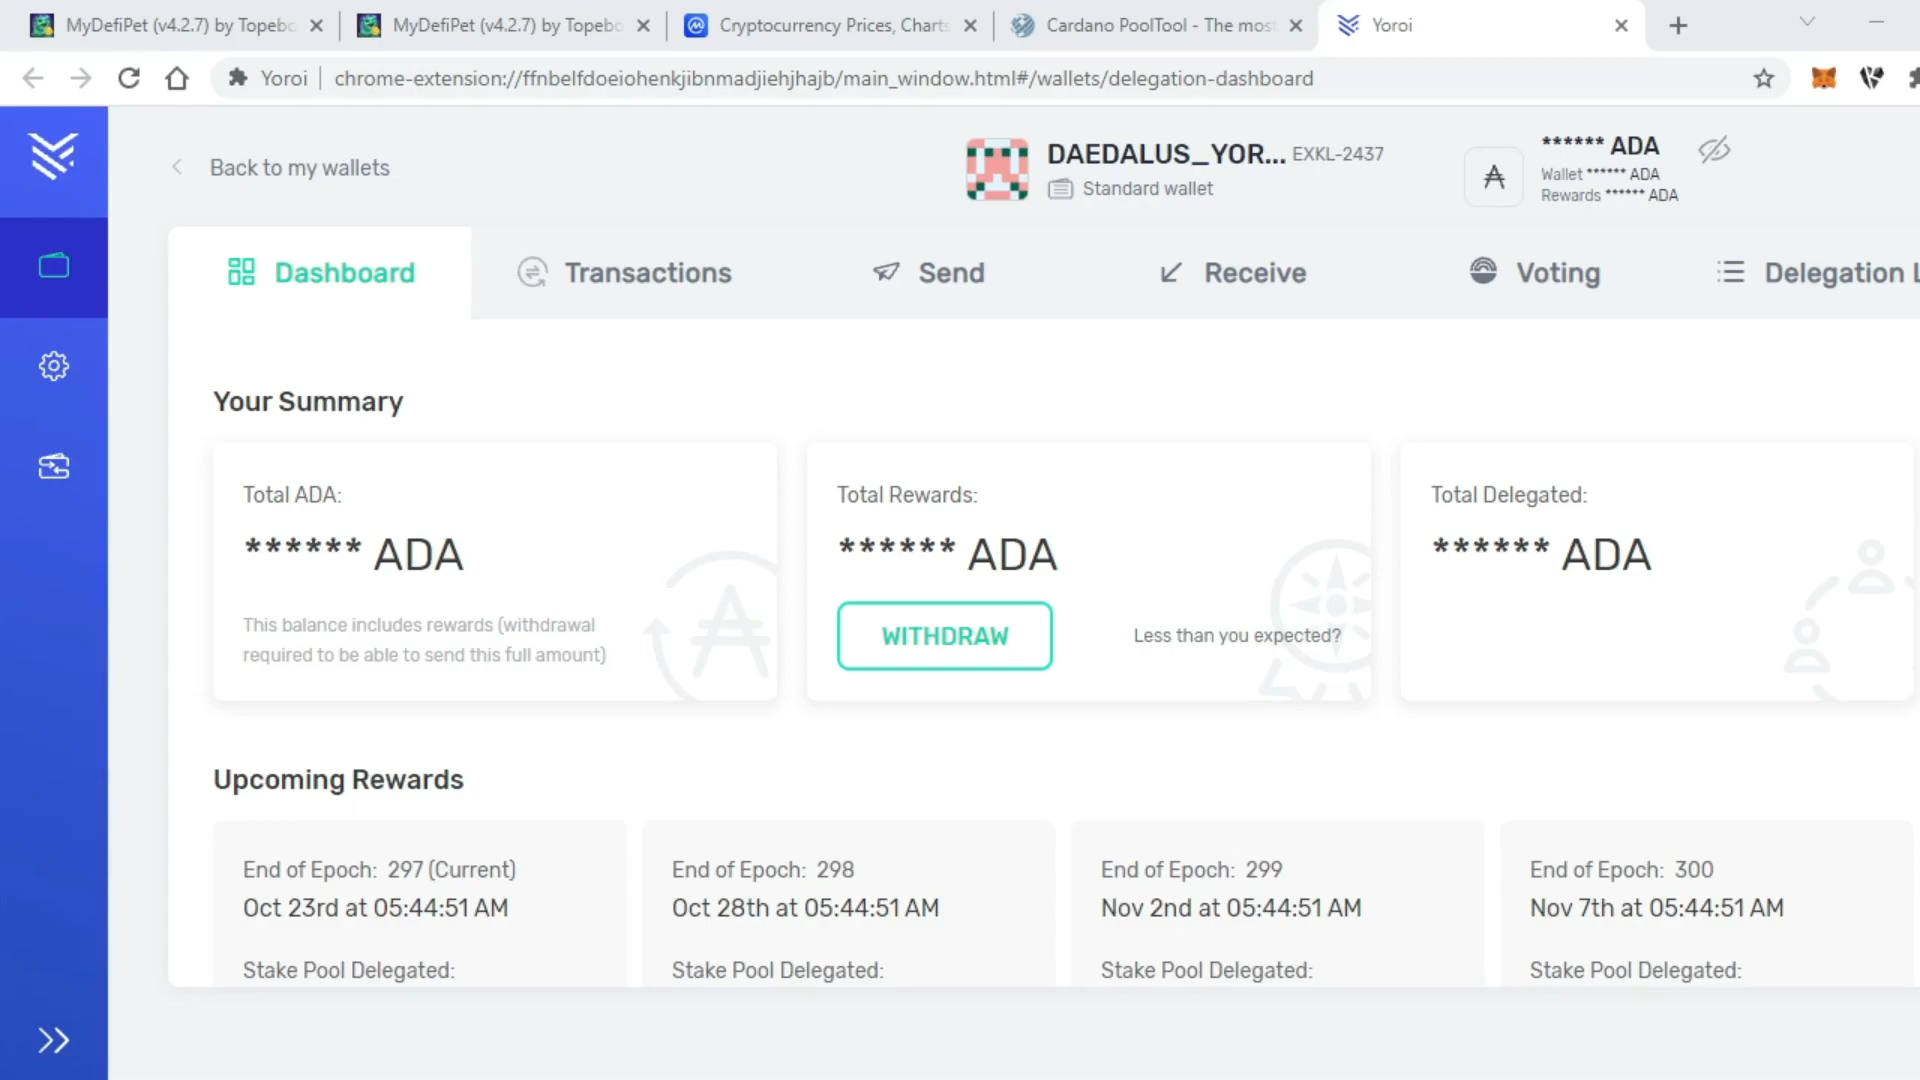 MyDefiPet (v4.2.7) by Topebo
MyDefiPet (v4.2.7) by Topebo
Cryptocurrency Prices, Charts
Cardano PoolTool - The most
Yoroi
Yoroi
chrome-extension://ffnbelfdoeiohenkjibnmadjiehjhajb/main_window.html#/wallets/delegation-dashboard
Back to my wallets
DAEDALUS_YOR... EXKL-2437
Standard wallet
****** ADA
Wallet ****** ADA
Rewards ****** ADA
Dashboard
Transactions
Send
Receive
Voting
Delegation L
Your Summary
Total ADA:
****** ADA
This balance includes rewards (withdrawal
required to be able to send this full amount)
Total Rewards:
****** ADA
WITHDRAW
Less than you expected?
Total Delegated:
****** ADA
Upcoming Rewards
End of Epoch: 297 (Current)
Oct 23rd at 05:44:51 AM
Stake Pool Delegated:
End of Epoch: 298
Oct 28th at 05:44:51 AM
Stake Pool Delegated:
End of Epoch: 299
Nov 2nd at 05:44:51 AM
Stake Pool Delegated:
End of Epoch: 300
Nov 7th at 05:44:51 AM
Stake Pool Delegated: